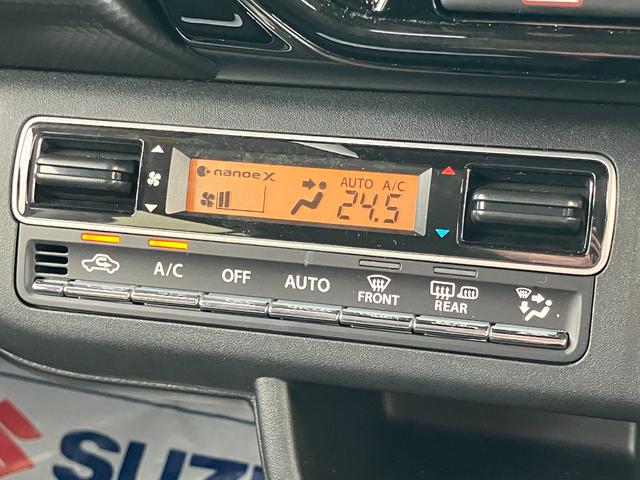 nanoe X
AUTO A/C
24.5
A/C
OFF
AUTO
FRONT
REAR
SUZ